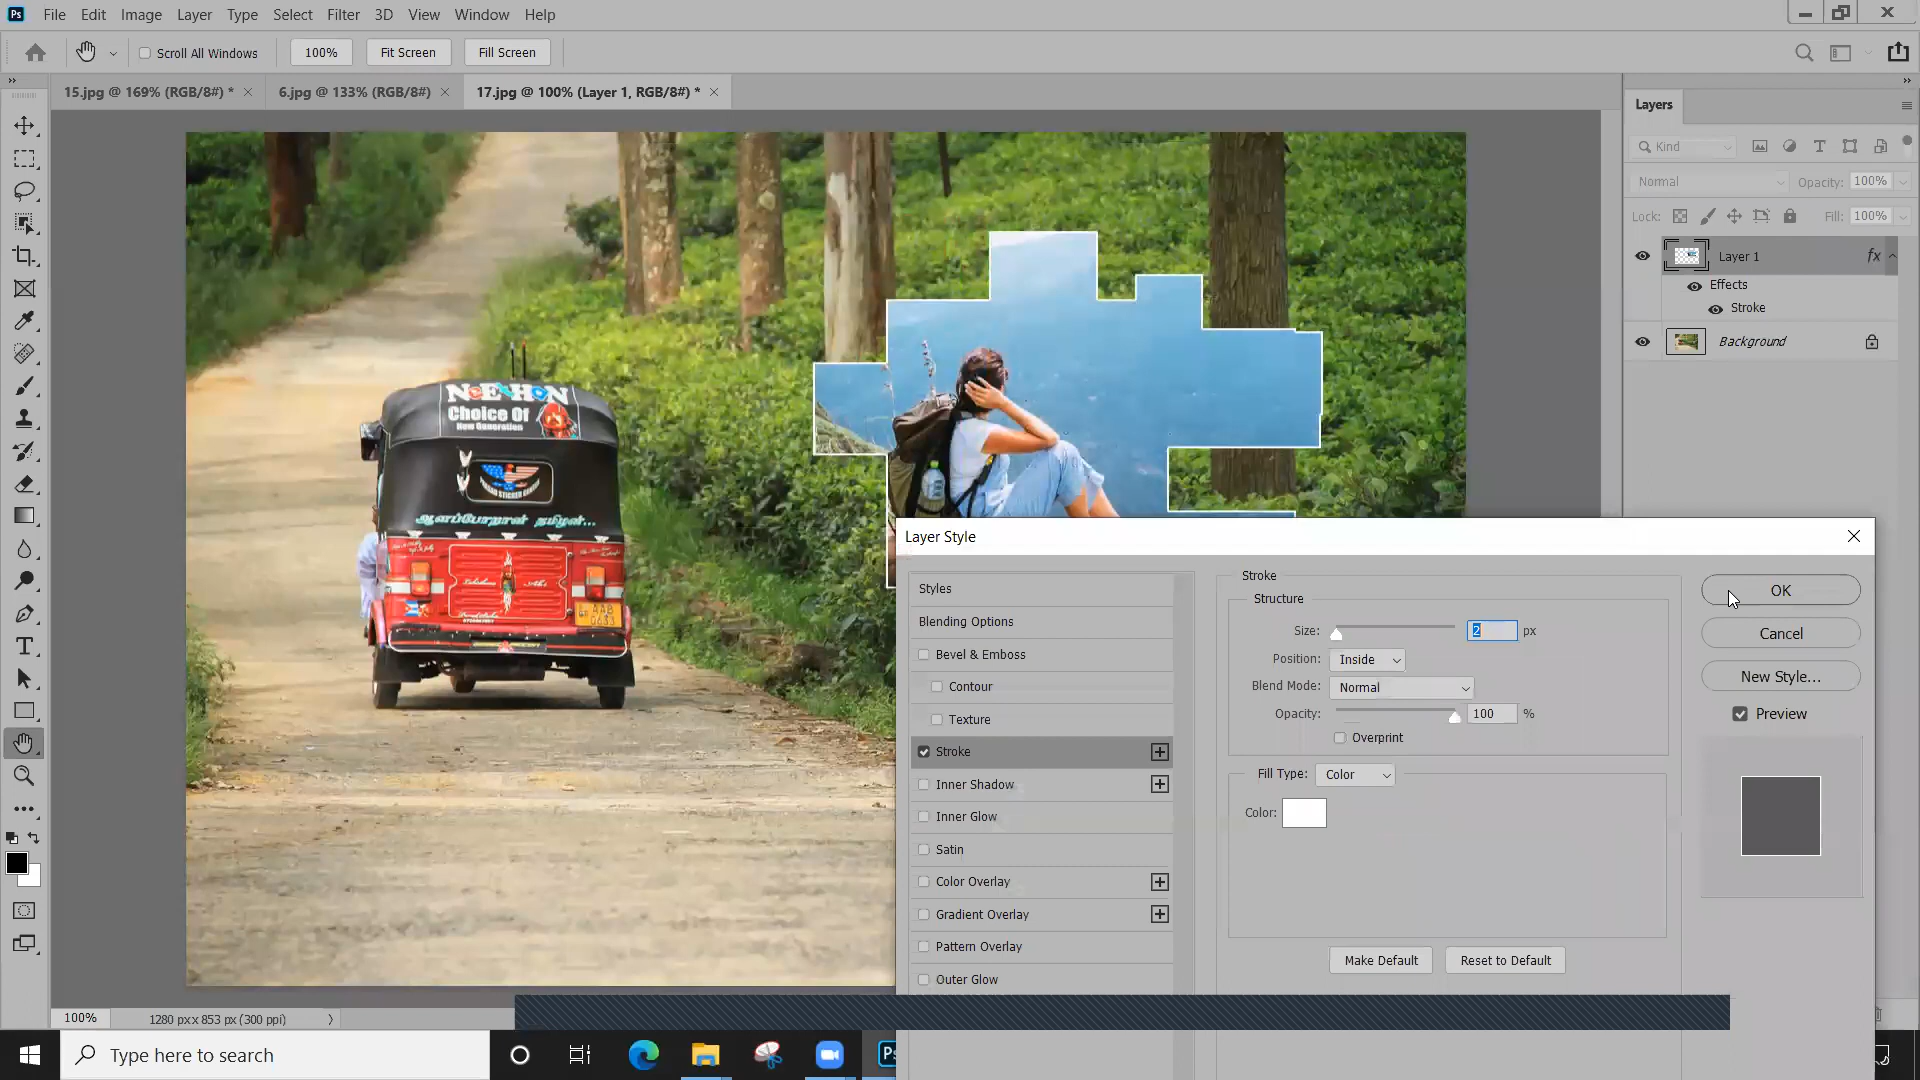 Ps File Edit Image Layer Type Select Filter 3D View Window Help
Scroll All Windows 100% Fit Screen Fill Screen
15.jpg @ 169% (RGB/8#) * × 6.jpg @ 133% (RGB/8#) × 17.jpg @ 100% (Layer 1, RGB/8#) * ×
Layers
Kind
Normal Opacity: 100%
Lock: Fill: 100%
Layer 1 fx
Effects
Stroke
Background
NEHON
Choice Of
New Generation
ஆளப்போறான் தமிழன்...
Layer Style
Styles
Blending Options
Bevel & Emboss
Contour
Texture
Stroke
Inner Shadow
Inner Glow
Satin
Color Overlay
Gradient Overlay
Pattern Overlay
Outer Glow
Stroke
Structure
Size: 2 px
Position: Inside
Blend Mode: Normal
Opacity: 100 %
Overprint
Fill Type: Color
Color:
Make Default Reset to Default
OK
Cancel
New Style...
Preview
100% 1280 px x 853 px (300 ppi)
Type here to search
Ps